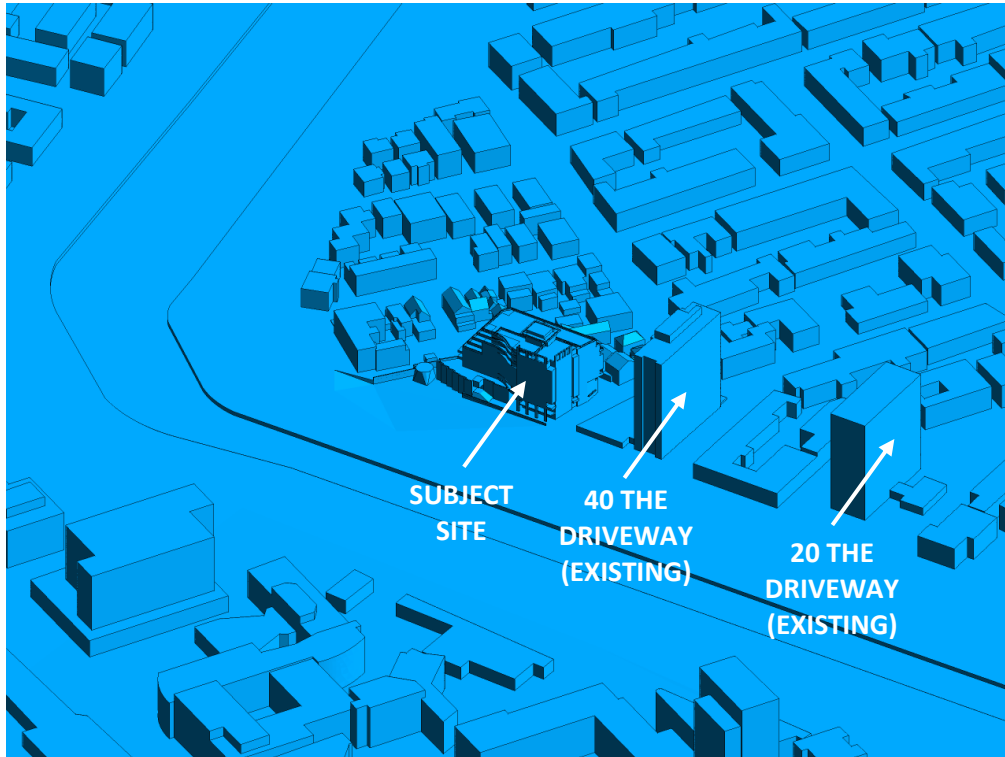 SUBJECT
SITE
40 THE
DRIVEWAY
(EXISTING)
20 THE
DRIVEWAY
(EXISTING)